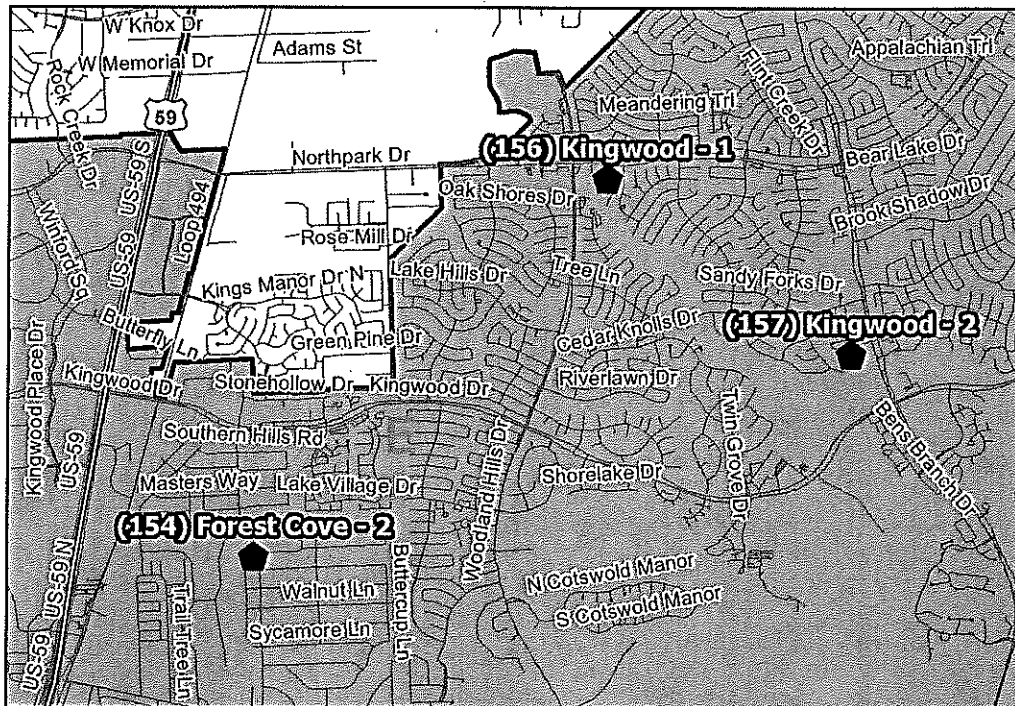 W Knox Dr
Adams St
W Memorial Dr
Rock Creek Dr
59
Appalachian Trl
Flint Creek Dr
Meandering Trl
US-59 S
Northpark Dr
(156) Kingwood - 1
Bear Lake Dr
Oak Shores Dr
Brook Shadow Dr
Winford Sq
US-59
Loop 494
Rose Mill Dr
Lake Hills Dr
Tree Ln
Sandy Forks Dr
Kings Manor Dr N
Butterfly Ln
Green Pine Dr
Cedar Knolls Dr
(157) Kingwood - 2
Kingwood Dr
Stonehollow Dr
Kingwood Dr
Riverlawn Dr
Kingwood Place Dr
US-59
Southern Hills Rd
Woodland Hills Dr
Twin Grove Dr
Bens Branch Dr
Masters Way
Lake Village Dr
Shorelake Dr
(154) Forest Cove - 2
US-59 N
Trail Tree Ln
Walnut Ln
Buttercup Ln
N Cotswold Manor
S Cotswold Manor
Sycamore Ln
US-59